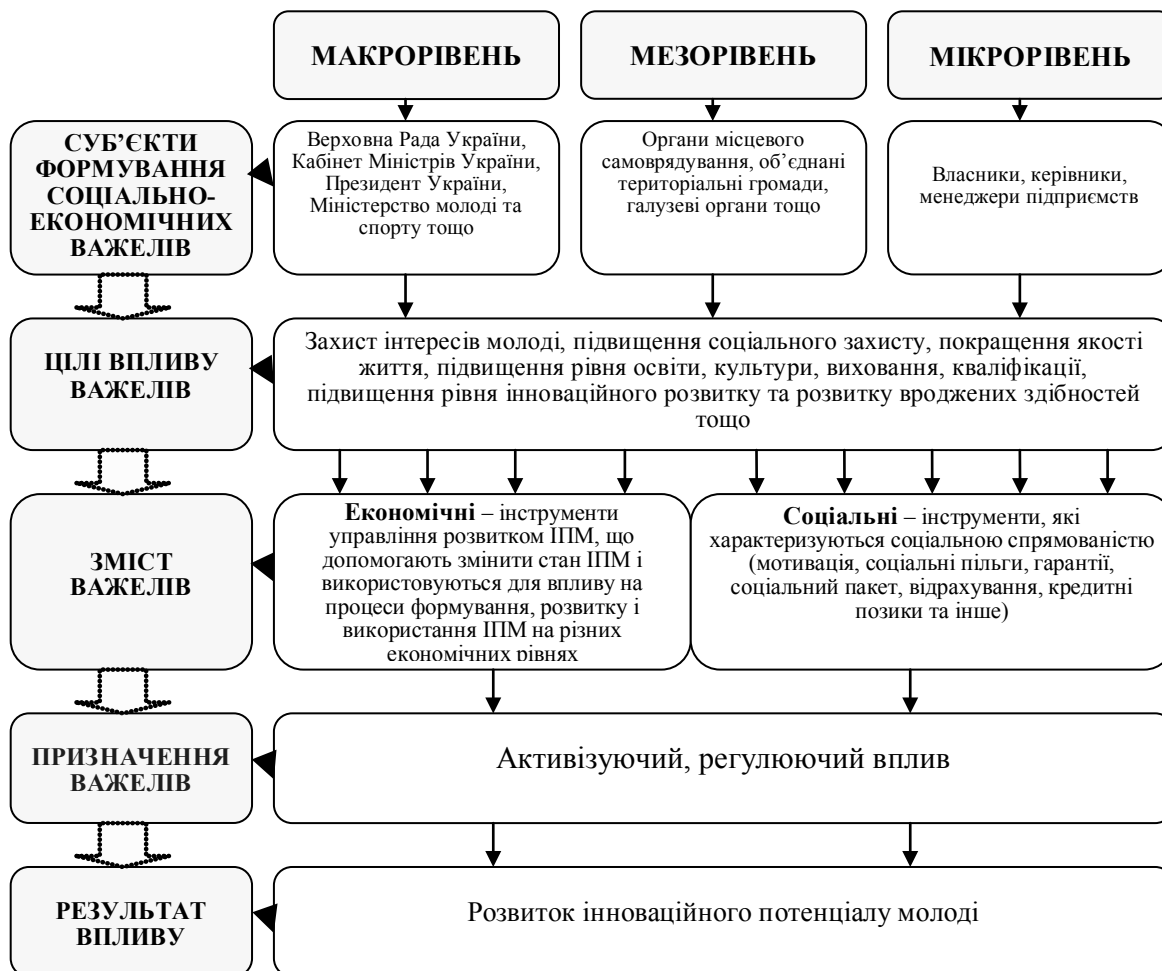 МАКРОРІВЕНЬ
МЕЗОРІВЕНЬ
МІКРОРІВЕНЬ
СУБ’ЄКТИ
ФОРМУВАННЯ
СОЦІАЛЬНО-
ЕКОНОМІЧНИХ
ВАЖЕЛІВ
Верховна Рада України,
Кабінет Міністрів України,
Президент України,
Міністерство молоді та
спорту тощо
Органи місцевого
самоврядування, об’єднані
територіальні громади,
галузеві органи тощо
Власники, керівники,
менеджери підприємств
ЦІЛІ ВПЛИВУ
ВАЖЕЛІВ
Захист інтересів молоді, підвищення соціального захисту, покращення якості
життя, підвищення рівня освіти, культури, виховання, кваліфікації,
підвищення рівня інноваційного розвитку та розвитку вроджених здібностей
тощо
ЗМІСТ
ВАЖЕЛІВ
Економічні – інструменти
управління розвитком ІПМ, що
допомогають змінити стан ІПМ і
використовуються для впливу на
процеси формування, розвитку і
використання ІПМ на різних
економічних рівнях
Соціальні – інструменти, які
характеризуються соціальною спрямованістю
(мотивація, соціальні пільги, гарантії,
соціальний пакет, відрахування, кредитні
позики та інше)
ПРИЗНАЧЕННЯ
ВАЖЕЛІВ
Активізуючий, регулюючий вплив
РЕЗУЛЬТАТ
ВПЛИВУ
Розвиток інноваційного потенціалу молоді